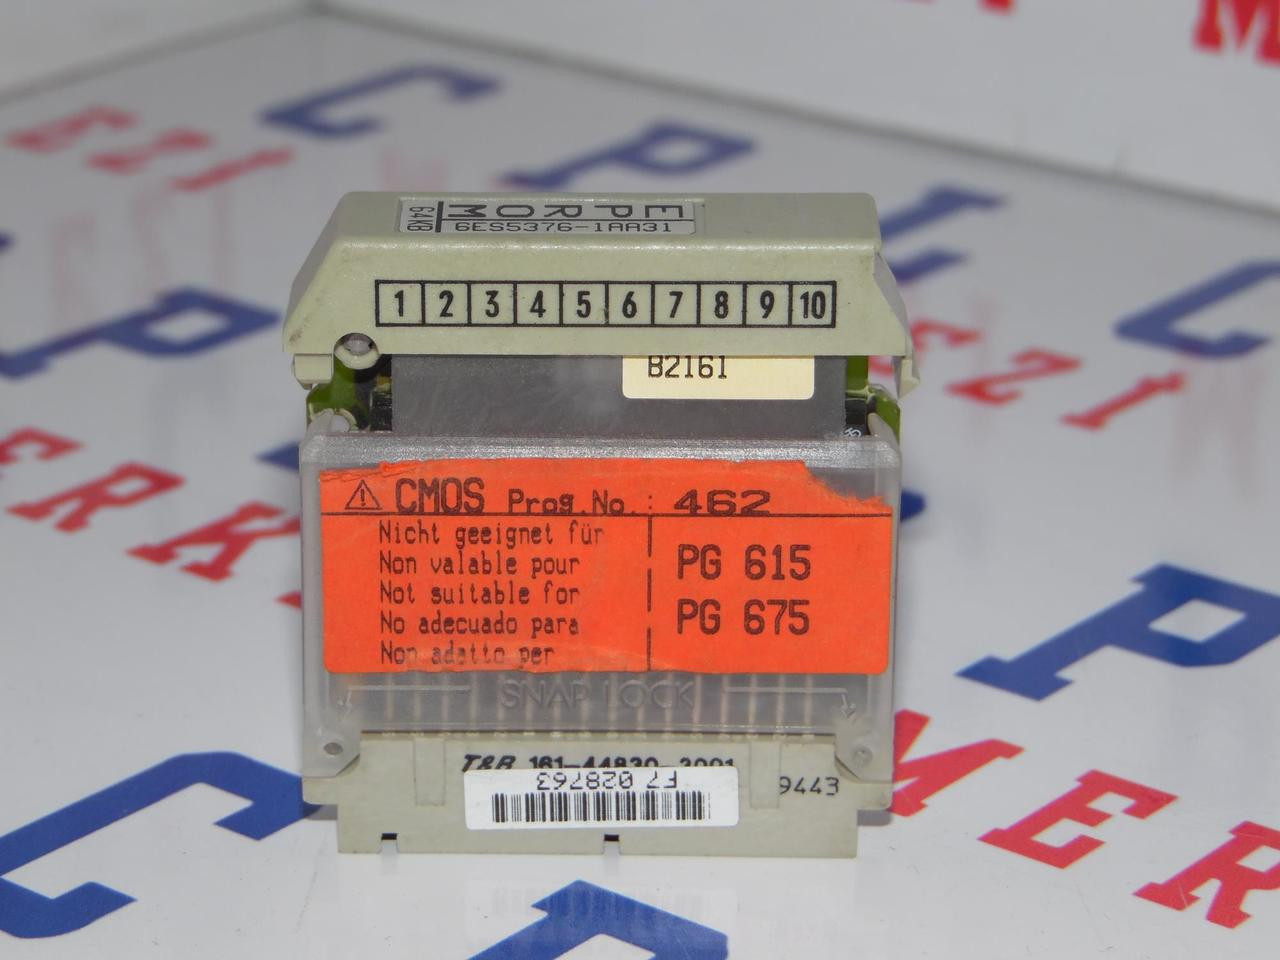 EPROM
64KB
6ES5376-1AA31
1 2 3 4 5 6 7 8 9 10
B2161
CMOS Prog.No.: 462
Nicht geeignet für
Non valable pour
Not suitable for
No adecuado para
Non adatto per
PG 615
PG 675
SNAP LOCK
T&B 161-44830-3001
F7 028763
9443